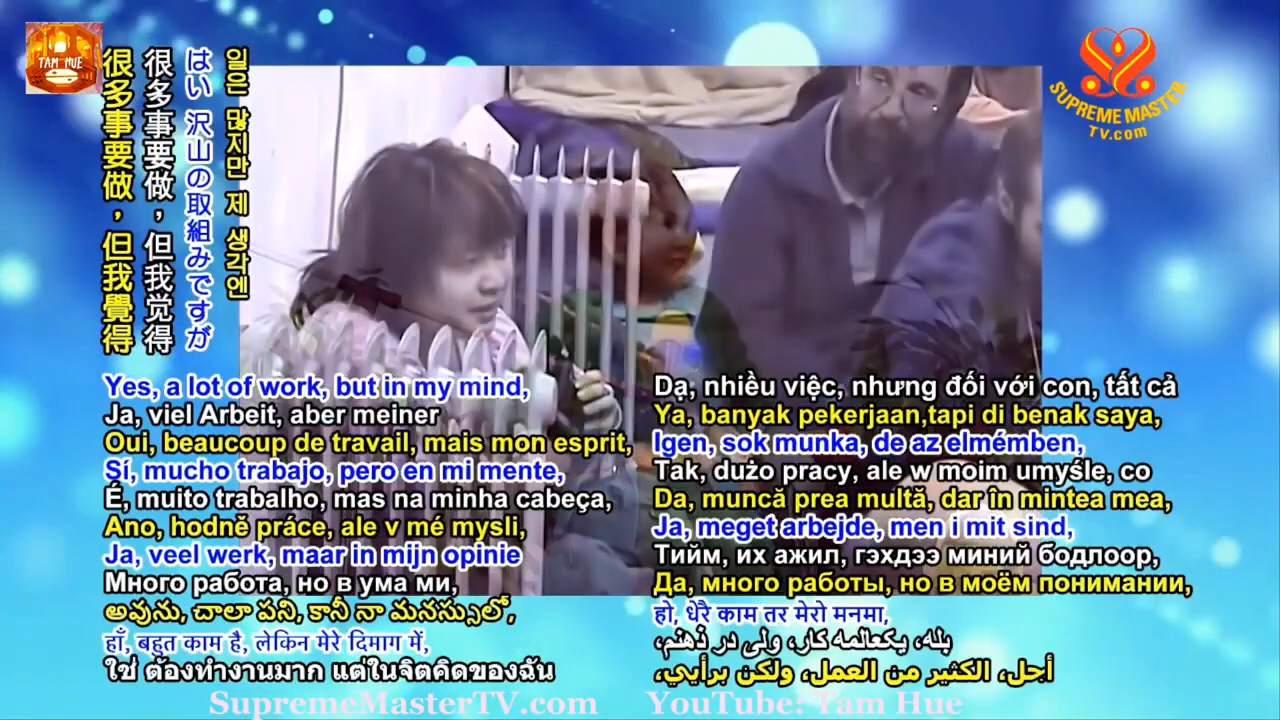 TAM HUE
SUPREME MASTER
TV.com
很多事要做，但我覺得
很多事要做，但我觉得
はい 沢山の取組みですが
일은 많지만 제 생각엔
Yes, a lot of work, but in my mind,
Ja, viel Arbeit, aber meiner
Oui, beaucoup de travail, mais mon esprit,
Sí, mucho trabajo, pero en mi mente,
É, muito trabalho, mas na minha cabeça,
Ano, hodně práce, ale v mé mysli,
Ja, veel werk, maar in mijn opinie
Много работа, но в ума ми,
అవును, చాలా పని, కానీ నా మనస్సులో,
हाँ, बहुत काम है, लेकिन मेरे दिमाग में,
ใช่ ต้องทำงานมาก แต่ในจิตคิดของฉัน
Dạ, nhiều việc, nhưng đối với con, tất cả
Ya, banyak pekerjaan,tapi di benak saya,
Igen, sok munka, de az elmémben,
Tak, dużo pracy, ale w moim umyśle, co
Da, muncă prea multă, dar în mintea mea,
Ja, meget arbejde, men i mit sind,
Тийм, их ажил, гэхдээ миний бодлоор,
Да, много работы, но в моём понимании,
हो, धेरै काम तर मेरो मनमा,
بله، یکعالمه کار، ولی در ذهنم،
أجل، الكثير من العمل، ولكن برأيي،
SupremeMasterTV.com
YouTube: Tam Hue